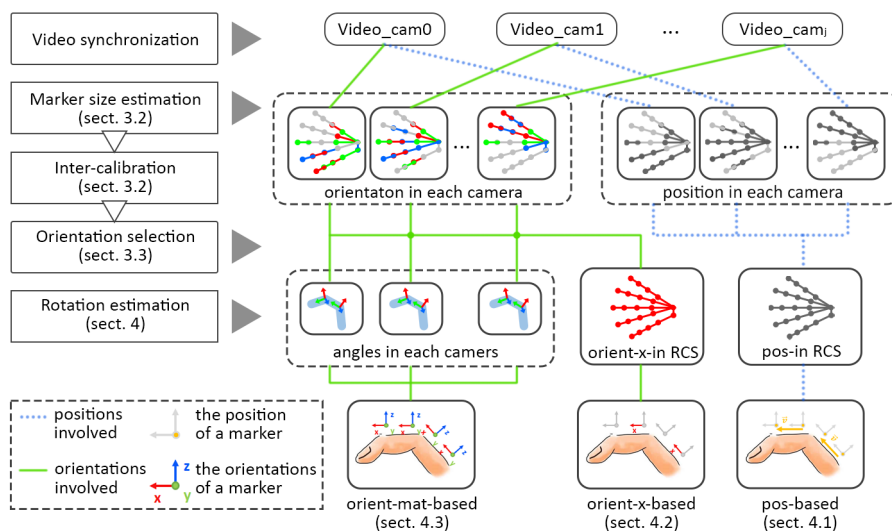 Video synchronization
Video_cam0
Video_cam1
...
Video_camj
Marker size estimation
(sect. 3.2)
Inter-calibration
(sect. 3.2)
...
...
orientaton in each camera
position in each camera
Orientation selection
(sect. 3.3)
Rotation estimation
(sect. 4)
angles in each camers
orient-x-in RCS
pos-in RCS
positions
involved
the position
of a marker
orientations
involved
the orientations
of a marker
z
x
y
z
z
x
x
y
y
x
y
x
x
θ
θ
orient-mat-based
(sect. 4.3)
orient-x-based
(sect. 4.2)
pos-based
(sect. 4.1)